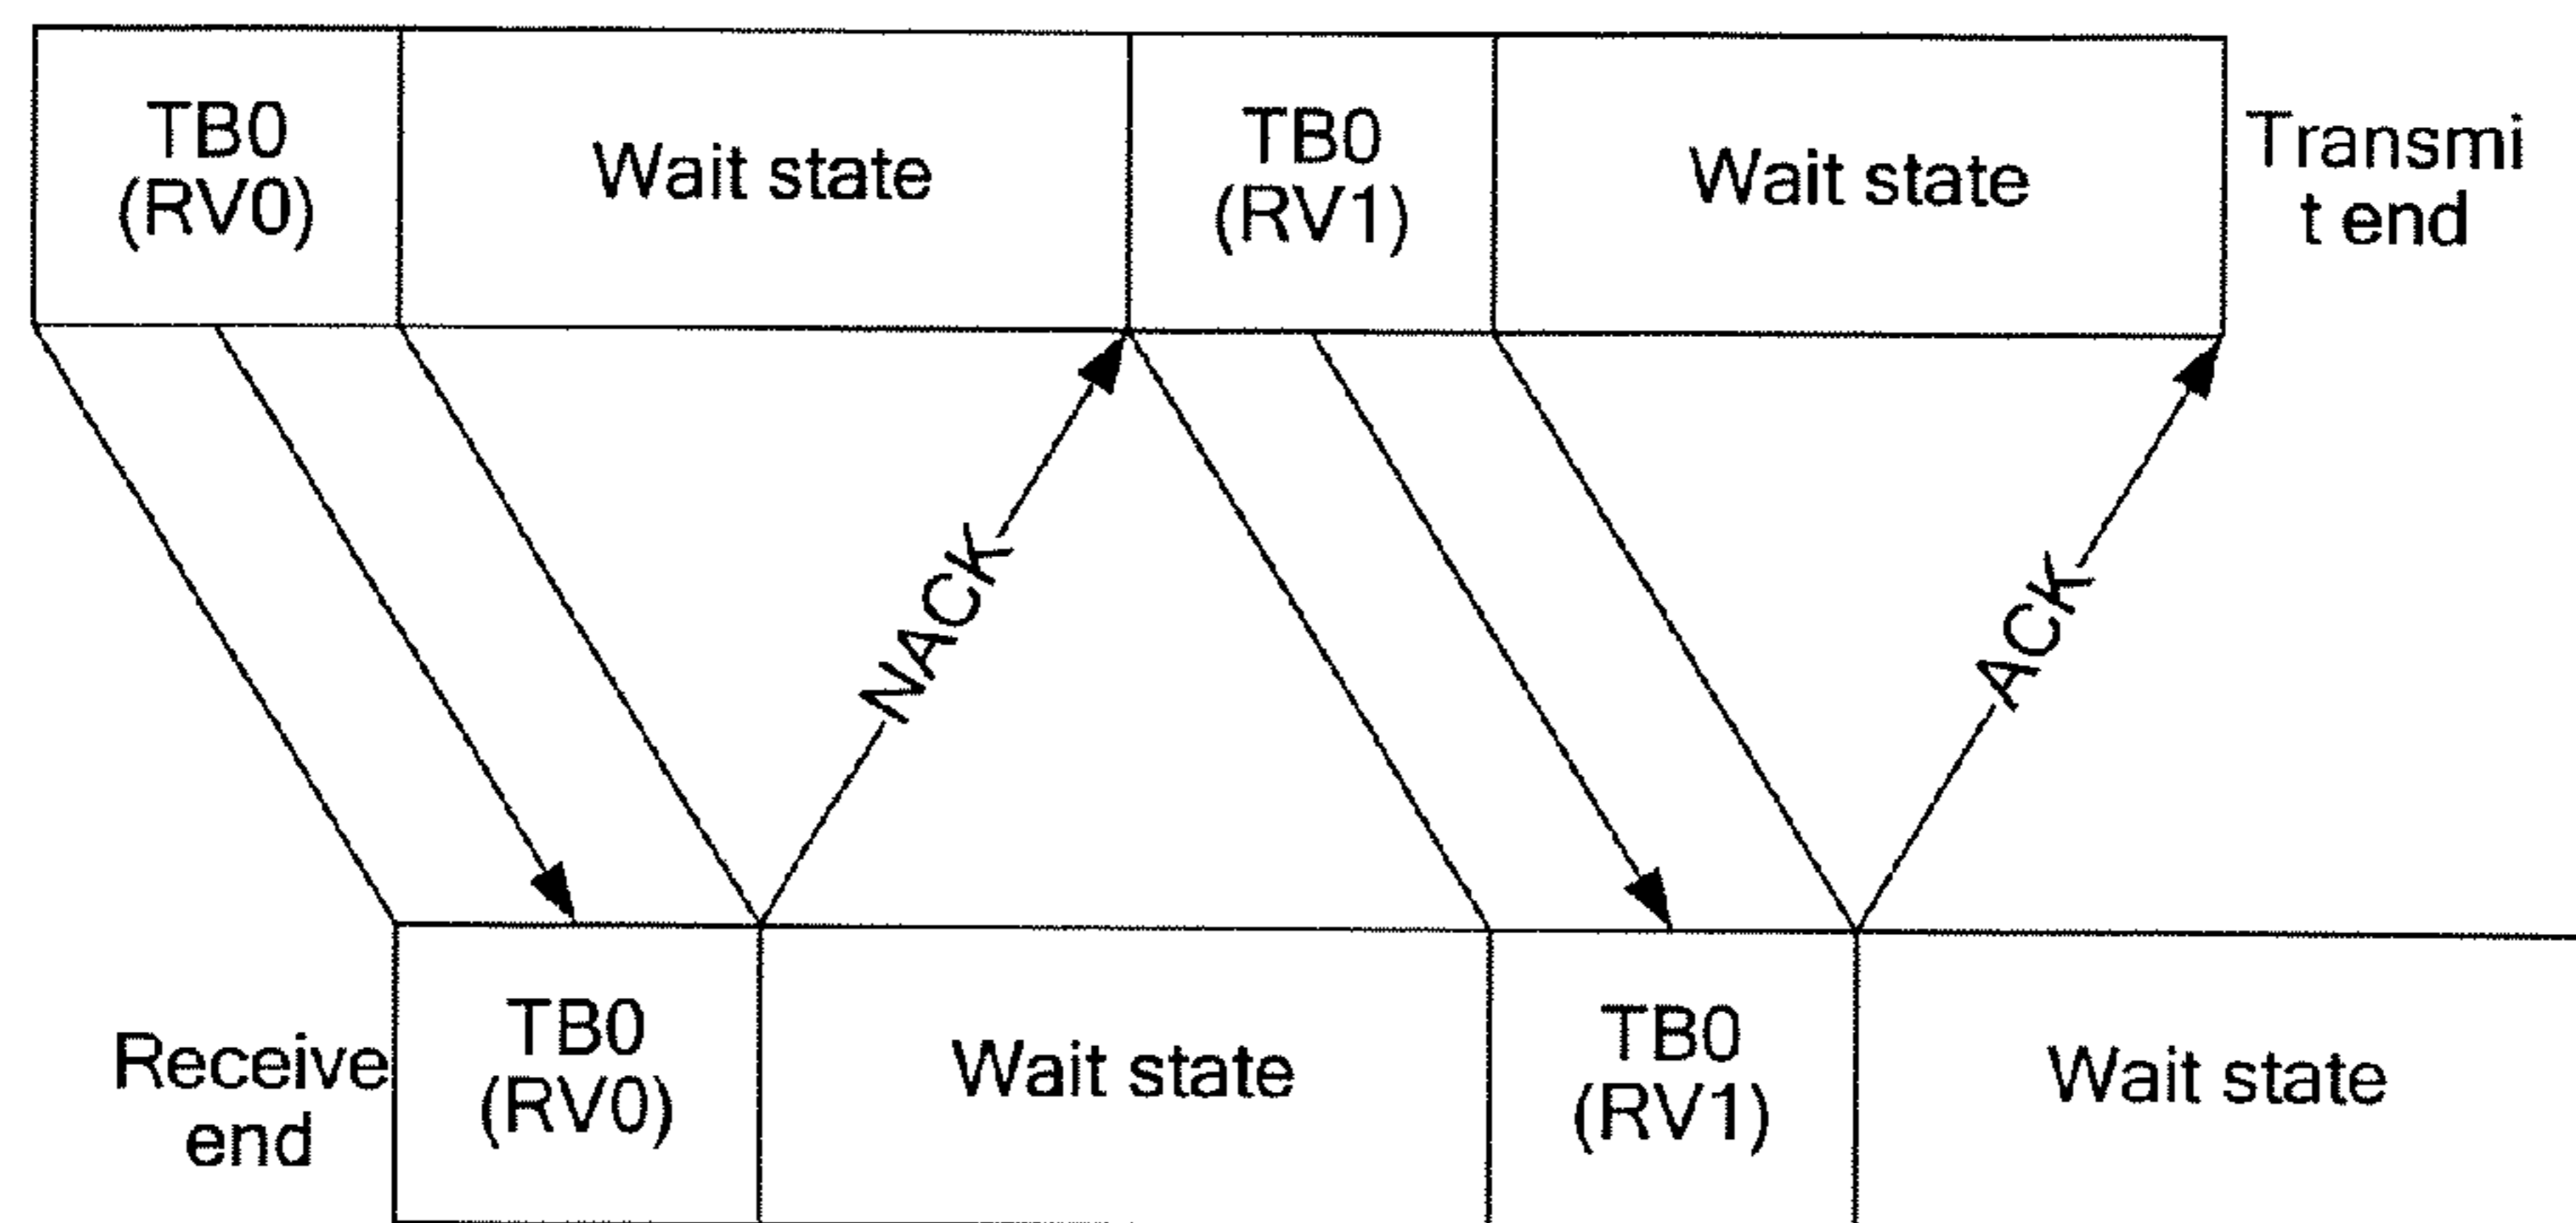 TB0
(RV0)
Wait state
TB0
(RV1)
Wait state
Transmi
t end
NACK
ACK
Receive
end
TB0
(RV0)
Wait state
TB0
(RV1)
Wait state